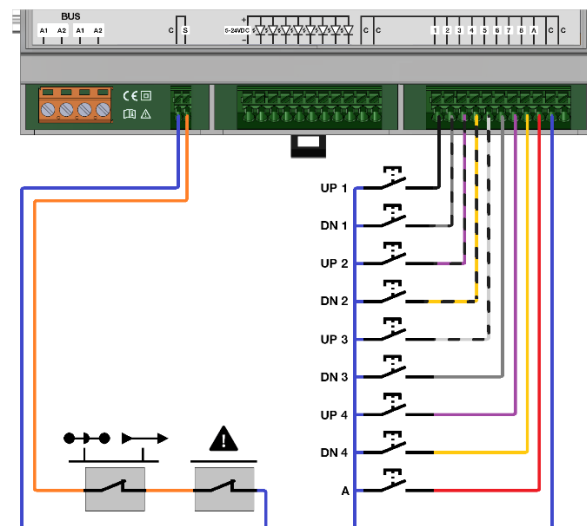 BUS
A1 A2 A1 A2
C S
5-24VDC
+
–
C C
1 2 3 4 5 6 7 8 A C C
CE
UP 1
DN 1
UP 2
DN 2
UP 3
DN 3
UP 4
DN 4
A